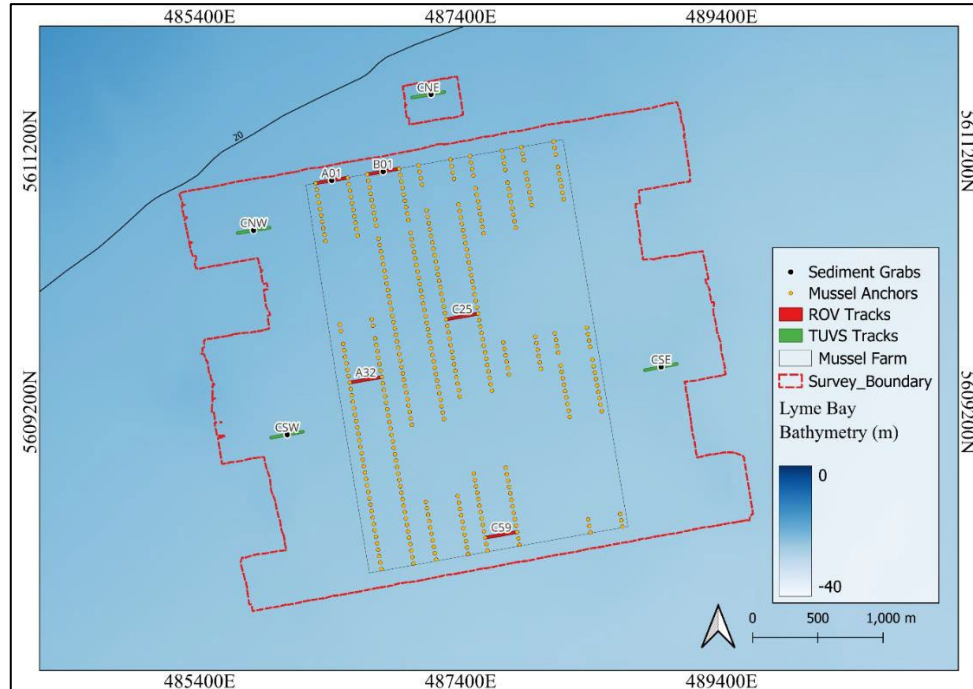 485400E
487400E
489400E
5611200N
5611200N
20
CNE
B01
A01
CNW
C25
A32
CSE
CSW
C59
5609200N
5609200N
Sediment Grabs
Mussel Anchors
ROV Tracks
TUVS Tracks
Mussel Farm
Survey_Boundary
Lyme Bay
Bathymetry (m)
0
-40
0 500 1,000 m
485400E
487400E
489400E